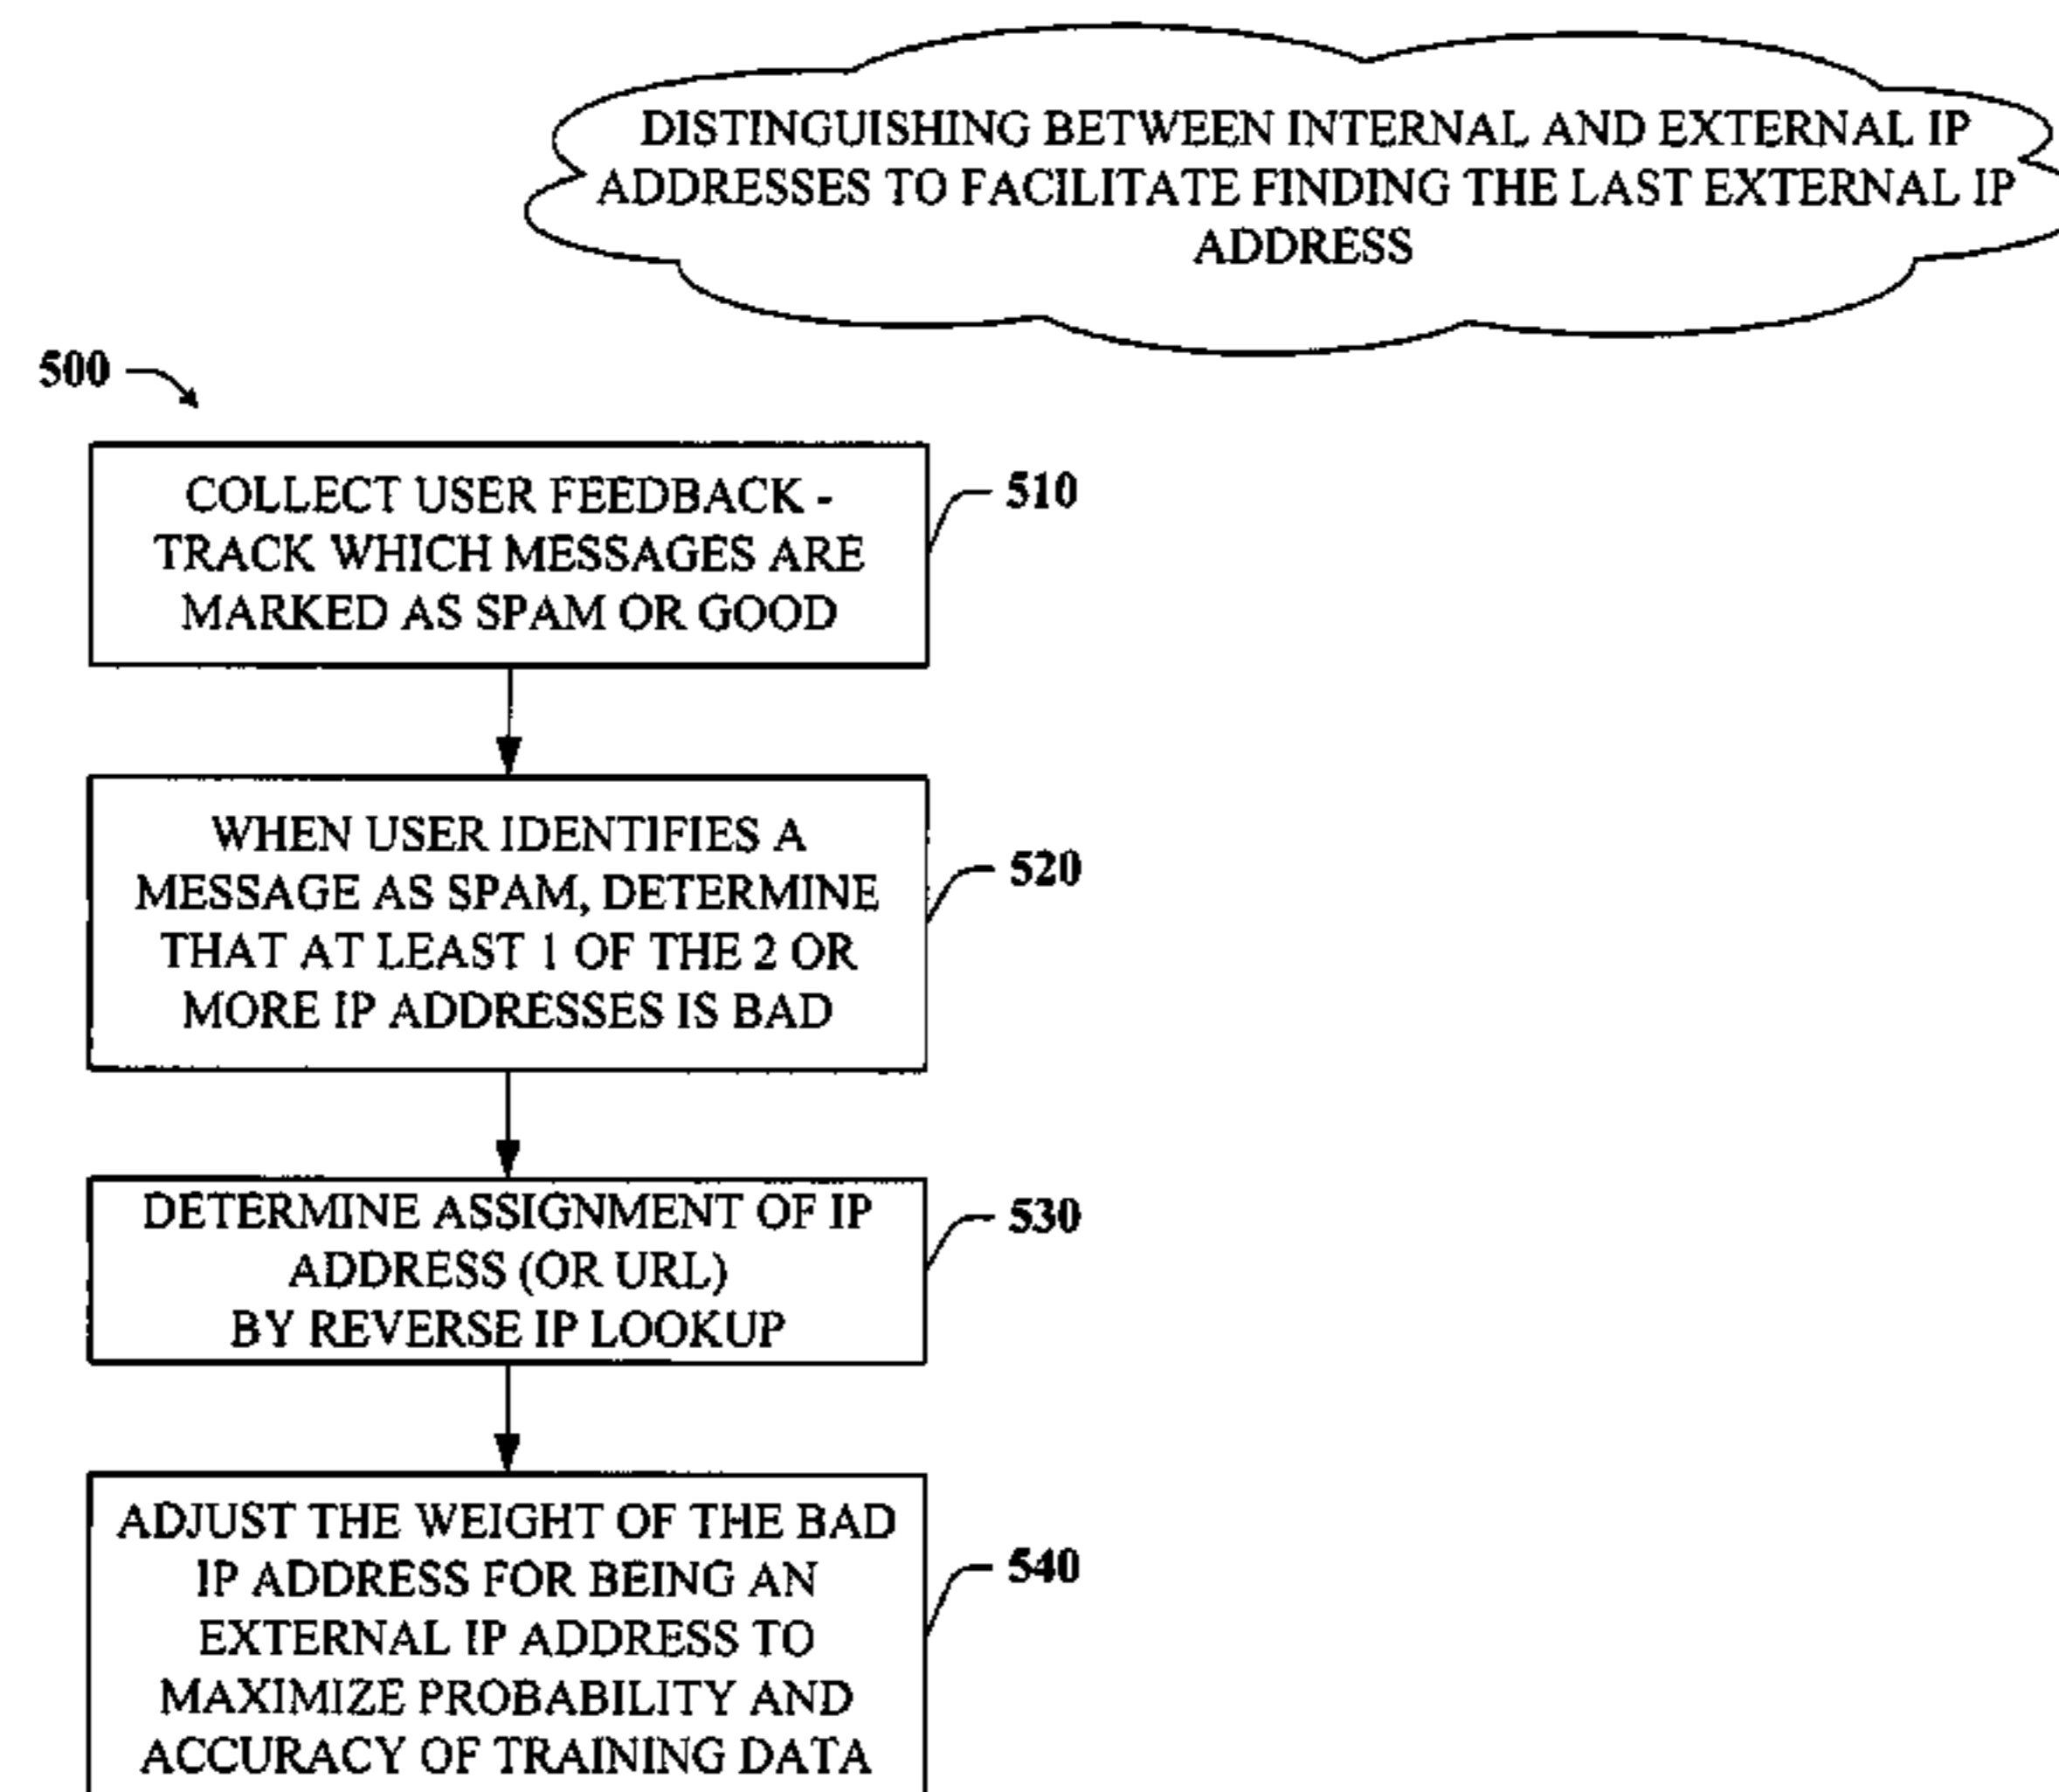 DISTINGUISHING BETWEEN INTERNAL AND EXTERNAL IP
ADDRESSES TO FACILITATE FINDING THE LAST EXTERNAL IP
ADDRESS
500
COLLECT USER FEEDBACK -
TRACK WHICH MESSAGES ARE
MARKED AS SPAM OR GOOD
510
WHEN USER IDENTIFIES A
MESSAGE AS SPAM, DETERMINE
THAT AT LEAST 1 OF THE 2 OR
MORE IP ADDRESSES IS BAD
520
DETERMINE ASSIGNMENT OF IP
ADDRESS (OR URL)
BY REVERSE IP LOOKUP
530
ADJUST THE WEIGHT OF THE BAD
IP ADDRESS FOR BEING AN
EXTERNAL IP ADDRESS TO
MAXIMIZE PROBABILITY AND
ACCURACY OF TRAINING DATA
540